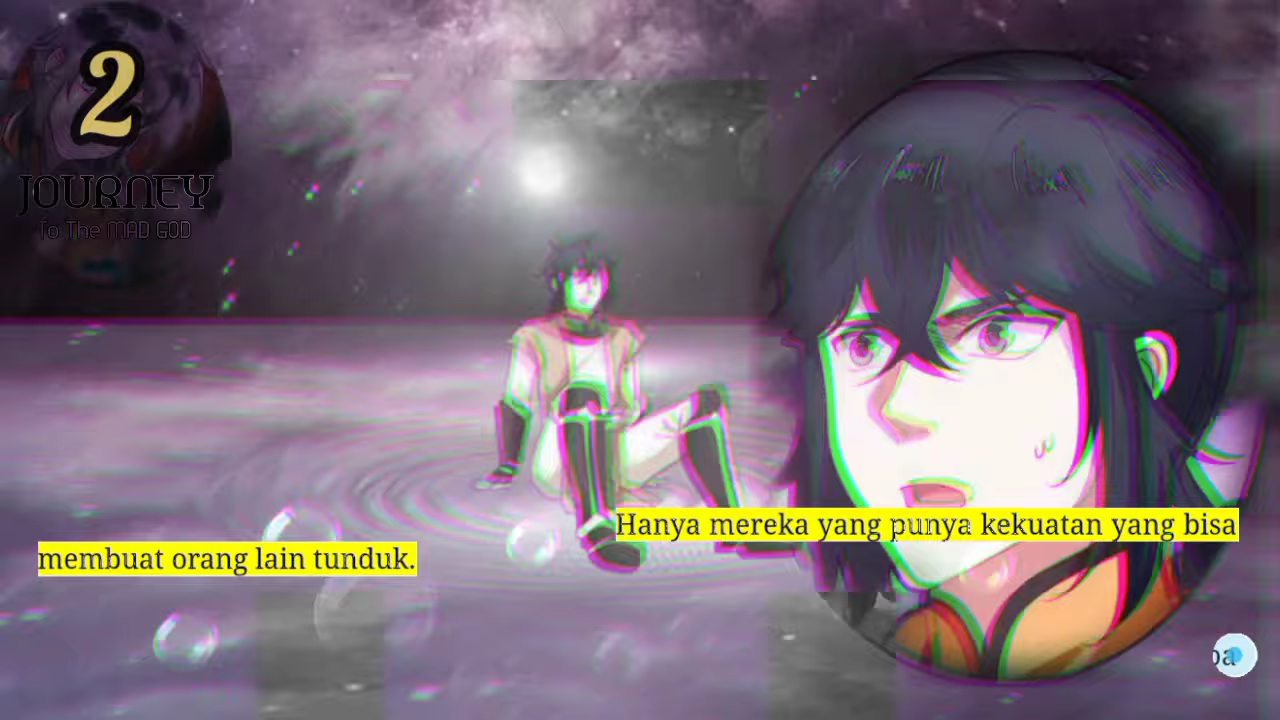 2
JOURNEY
To The MAD GOD
Hanya mereka yang punya kekuatan yang bisa
membuat orang lain tunduk.